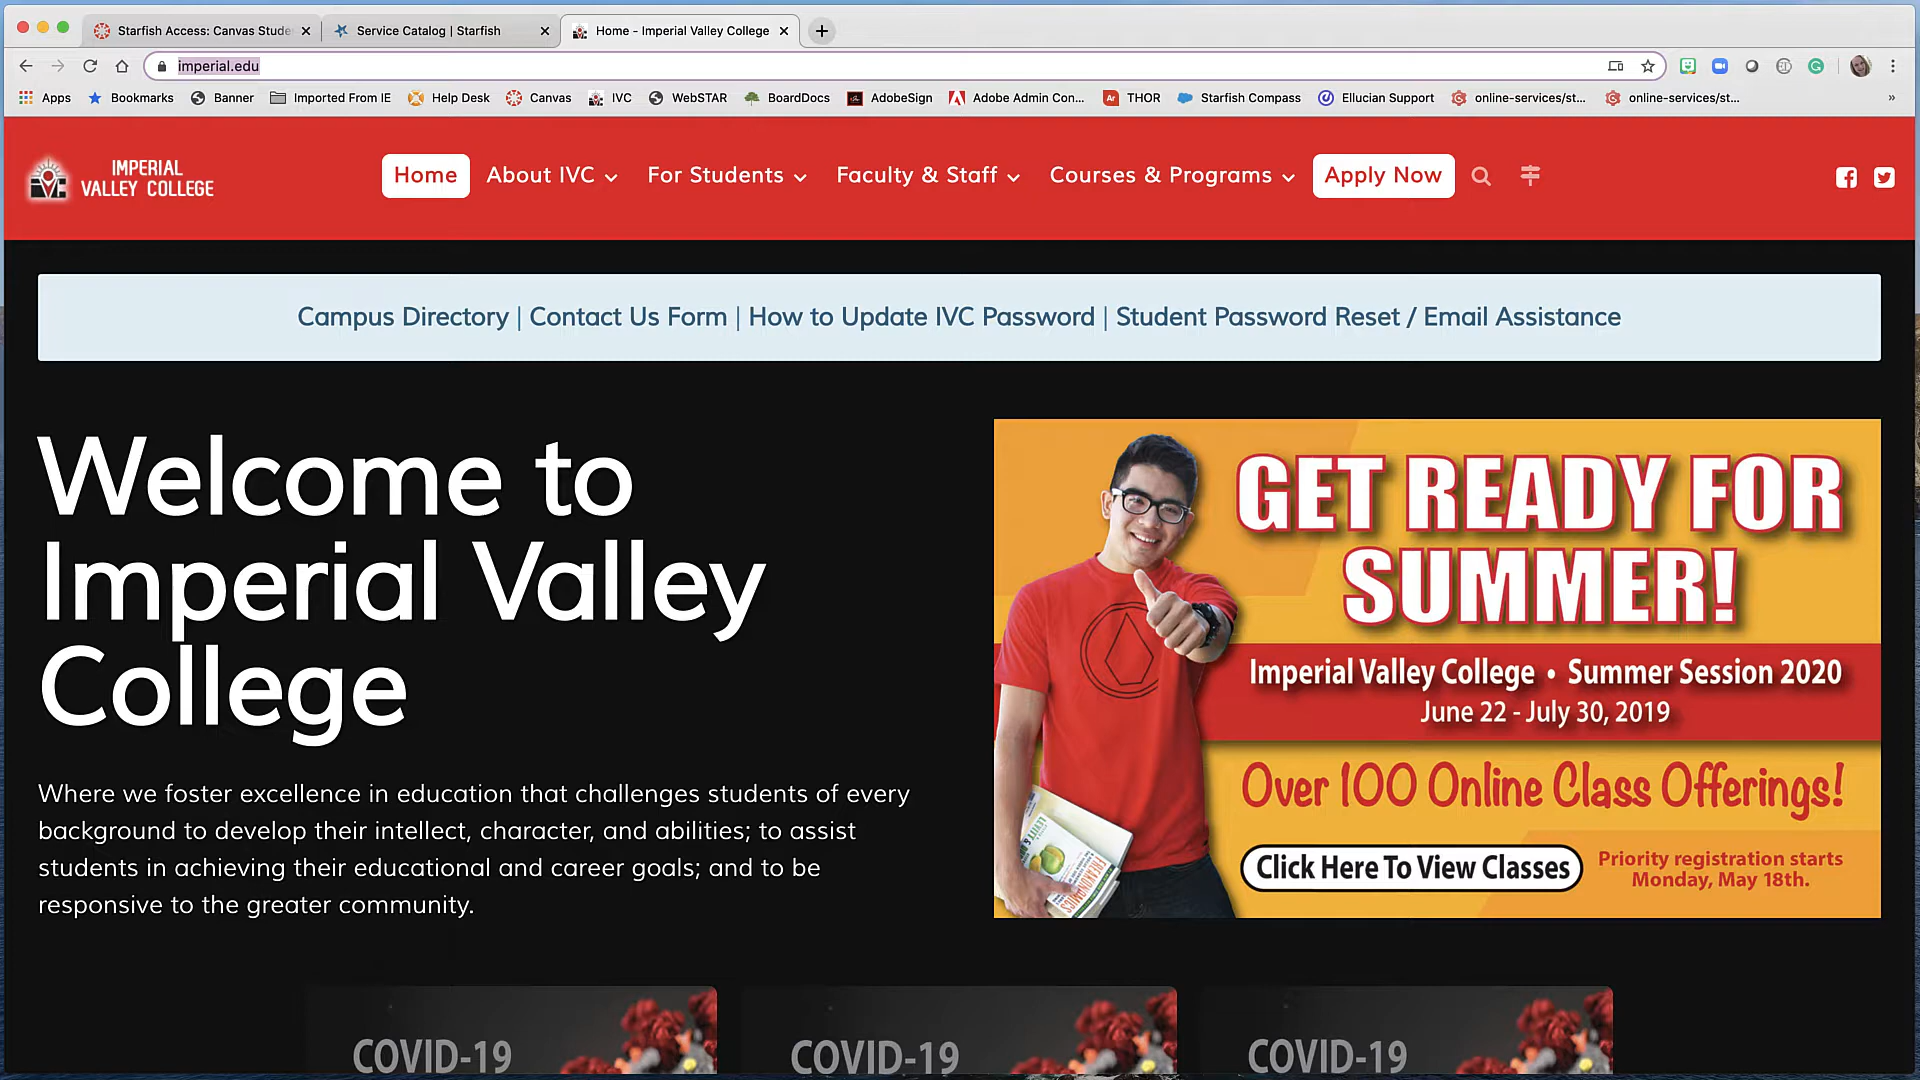 Starfish Access: Canvas Stude
Service Catalog | Starfish
Home - Imperial Valley College
imperial.edu
Apps
Bookmarks
Banner
Imported From IE
Help Desk
Canvas
IVC
WebSTAR
BoardDocs
AdobeSign
Adobe Admin Con...
THOR
Starfish Compass
Ellucian Support
online-services/st...
online-services/st...
»
IMPERIAL
VALLEY COLLEGE
Home
About IVC
For Students
Faculty & Staff
Courses & Programs
Apply Now
Campus Directory | Contact Us Form | How to Update IVC Password | Student Password Reset / Email Assistance
Welcome to
Imperial Valley
College
Where we foster excellence in education that challenges students of every
background to develop their intellect, character, and abilities; to assist
students in achieving their educational and career goals; and to be
responsive to the greater community.
GET READY FOR
SUMMER!
Imperial Valley College • Summer Session 2020
June 22 - July 30, 2019
Over 100 Online Class Offerings!
Click Here To View Classes
Priority registration starts
Monday, May 18th.
FREAKONOMICS
COVID-19
COVID-19
COVID-19